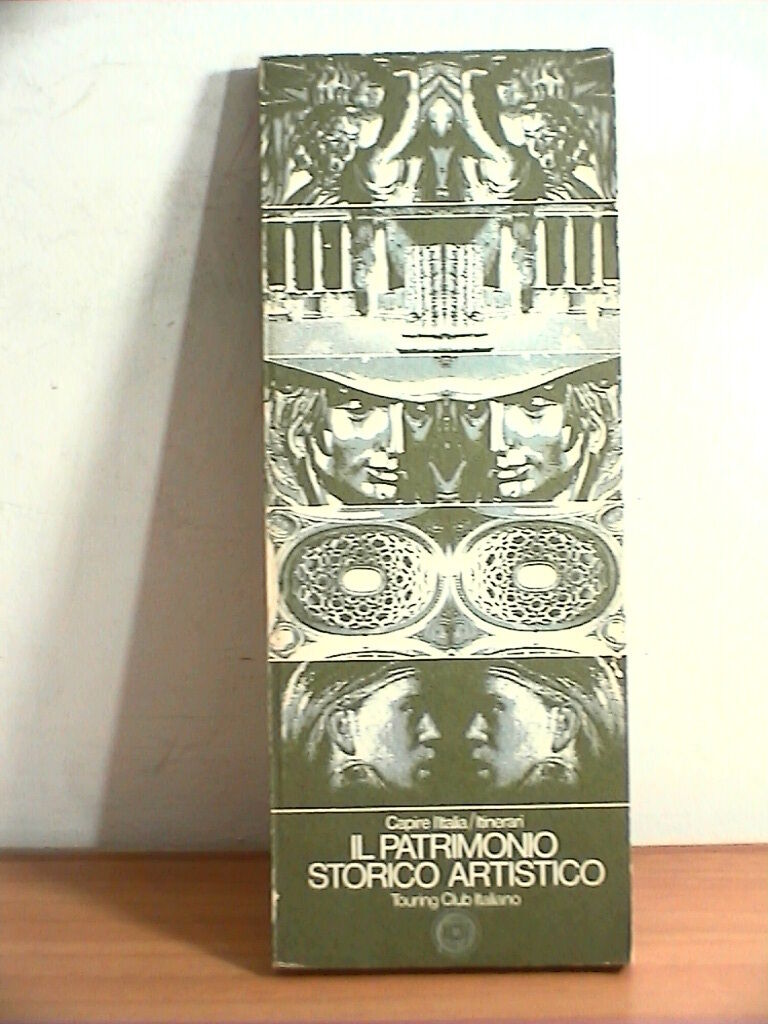 Capire l'Italia/Itinerari
IL PATRIMONIO
STORICO ARTISTICO
Touring Club Italiano